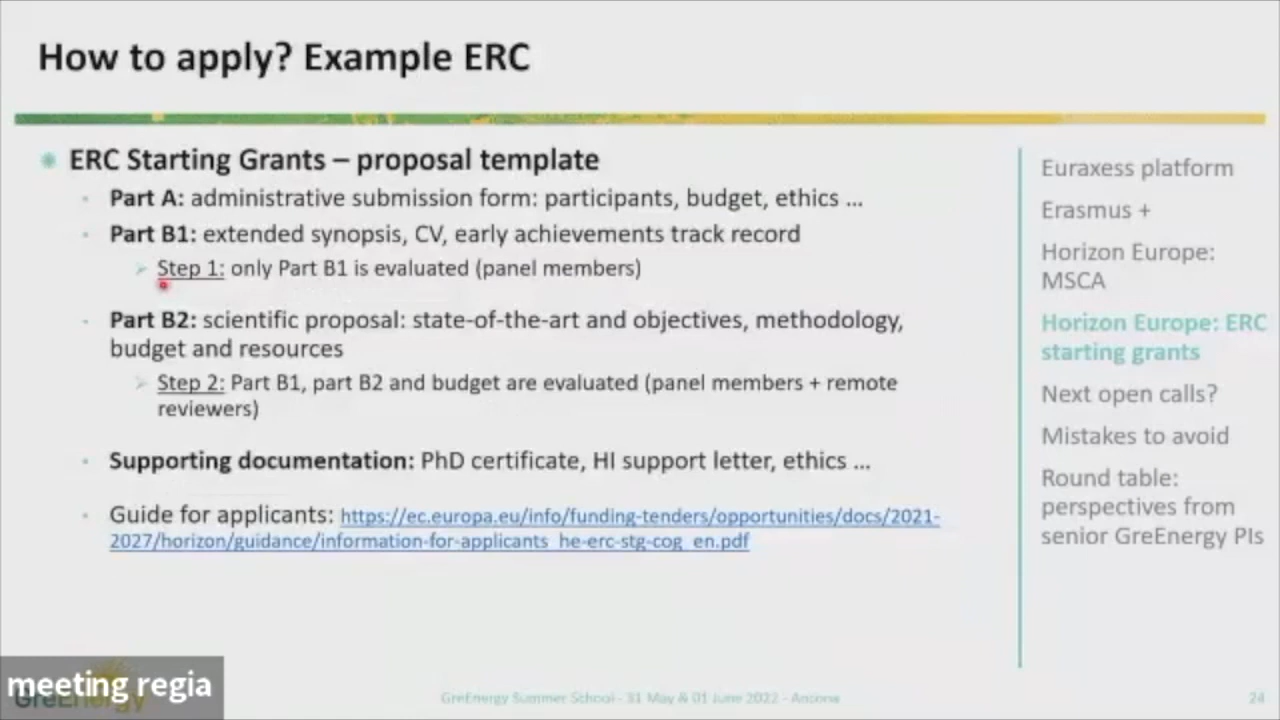 How to apply? Example ERC
ERC Starting Grants – proposal template
Part A: administrative submission form: participants, budget, ethics ...
Part B1: extended synopsis, CV, early achievements track record
Step 1: only Part B1 is evaluated (panel members)
Part B2: scientific proposal: state-of-the-art and objectives, methodology,
budget and resources
Step 2: Part B1, part B2 and budget are evaluated (panel members + remote
reviewers)
Supporting documentation: PhD certificate, HI support letter, ethics ...
Guide for applicants: https://ec.europa.eu/info/funding-tenders/opportunities/docs/2021-
2027/horizon/guidance/information-for-applicants_he-erc-stg-cog_en.pdf
Euraxess platform
Erasmus +
Horizon Europe:
MSCA
Horizon Europe: ERC
starting grants
Next open calls?
Mistakes to avoid
Round table:
perspectives from
senior GreEnergy PIs
meeting regia
GreEnergy
GreEnergy Summer School - 31 May & 01 June 2022 - Ancona
24